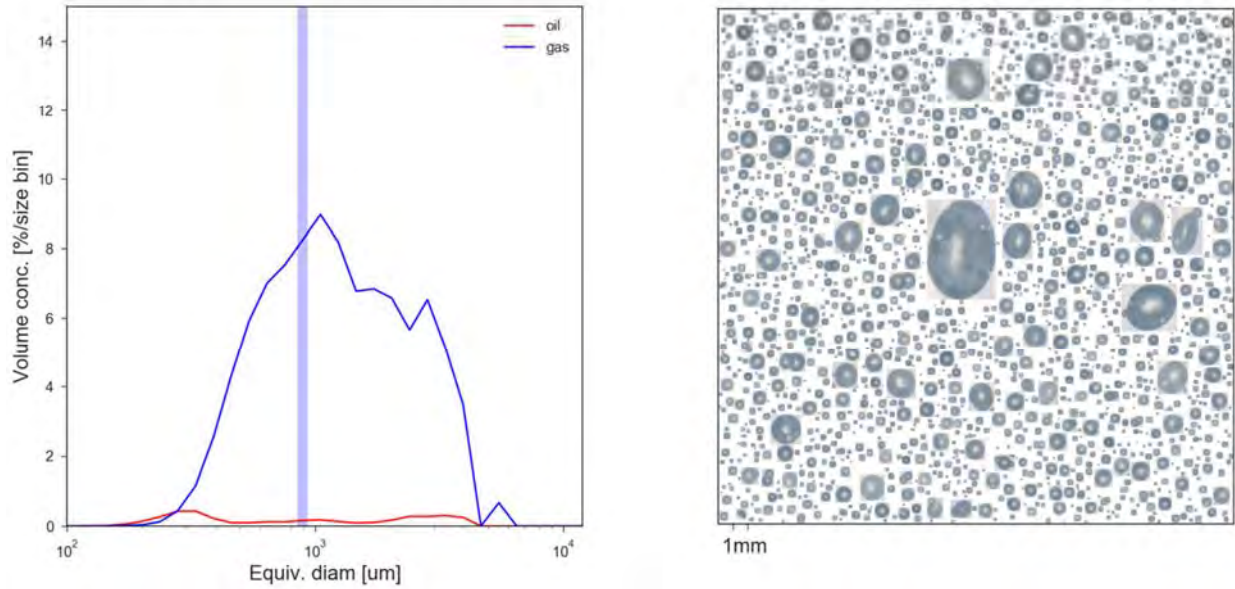 oil
gas
14
12
10
8
6
4
2
0
Volume conc. [%/size bin]
10²
10³
10⁴
Equiv. diam [um]
1mm